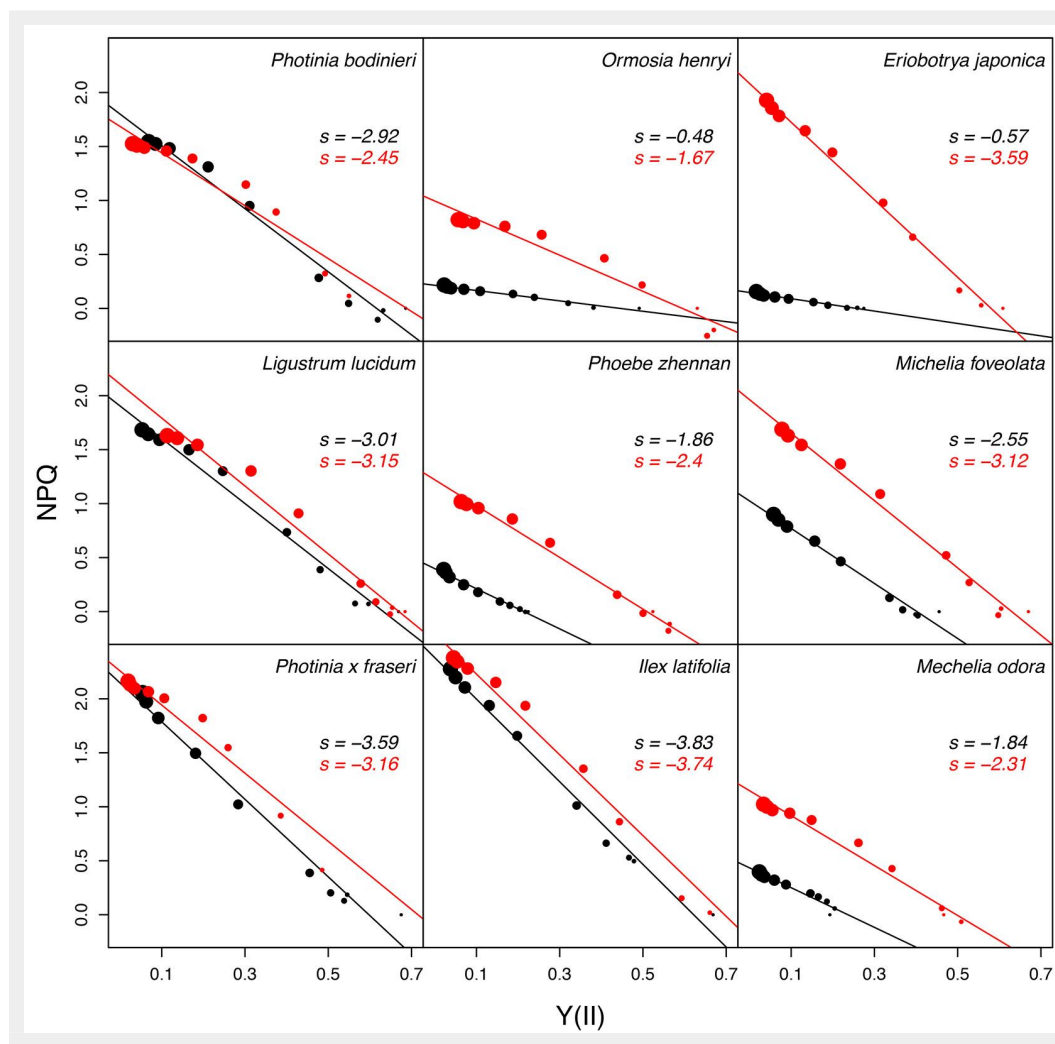 Photinia bodinieri
s = −2.92
s = −2.45
Ormosia henryi
s = −0.48
s = −1.67
Eriobotrya japonica
s = −0.57
s = −3.59
0.0 0.5 1.0 1.5 2.0
Ligustrum lucidum
s = −3.01
s = −3.15
Phoebe zhennan
s = −1.86
s = −2.4
Michelia foveolata
s = −2.55
s = −3.12
0.0 0.5 1.0 1.5 2.0
NPQ
Photinia x fraseri
s = −3.59
s = −3.16
Ilex latifolia
s = −3.83
s = −3.74
Mechelia odora
s = −1.84
s = −2.31
0.0 0.5 1.0 1.5 2.0
0.1 0.3 0.5 0.7 0.1 0.3 0.5 0.7 0.1 0.3 0.5 0.7
Y(II)